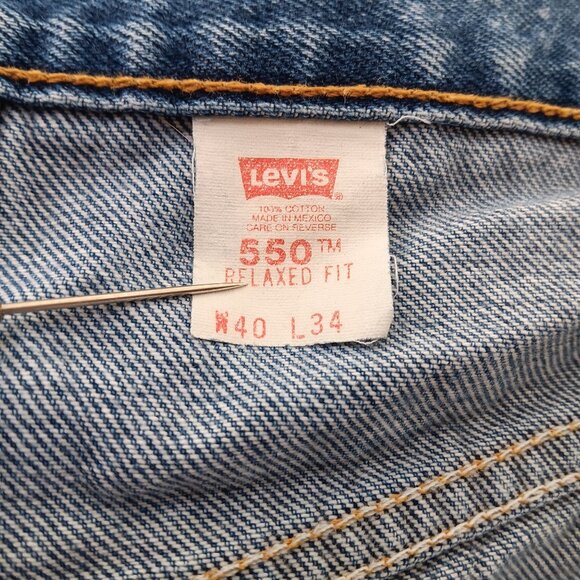 LEVI'S ®
100% COTTON
MADE IN MEXICO
CARE ON REVERSE
550™
RELAXED FIT
W40 L34